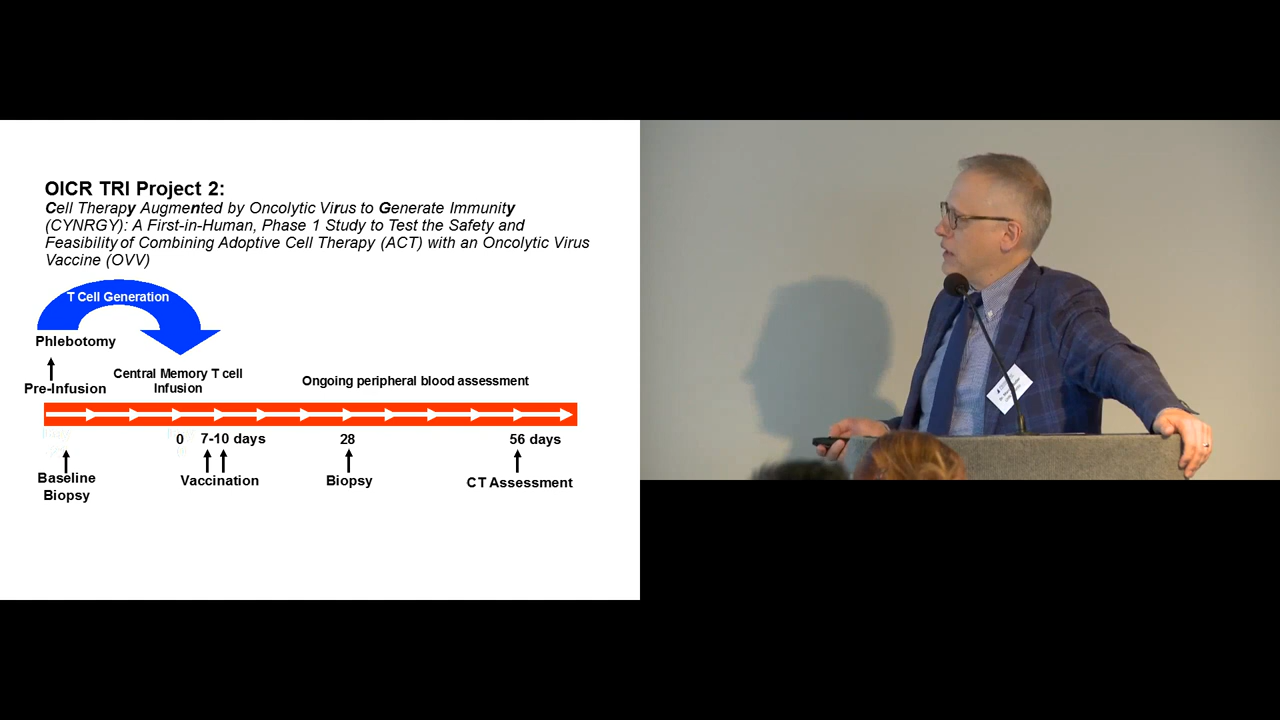 OICR TRI Project 2:
Cell Therapy Augmented by Oncolytic Virus to Generate Immunity
(CYNRGY): A First-in-Human, Phase 1 Study to Test the Safety and
Feasibility of Combining Adoptive Cell Therapy (ACT) with an Oncolytic Virus
Vaccine (OVV)
T Cell Generation
Phlebotomy
Pre-Infusion
Central Memory T cell
Infusion
Ongoing peripheral blood assessment
0
7-10 days
28
56 days
Baseline
Biopsy
Vaccination
Biopsy
CT Assessment